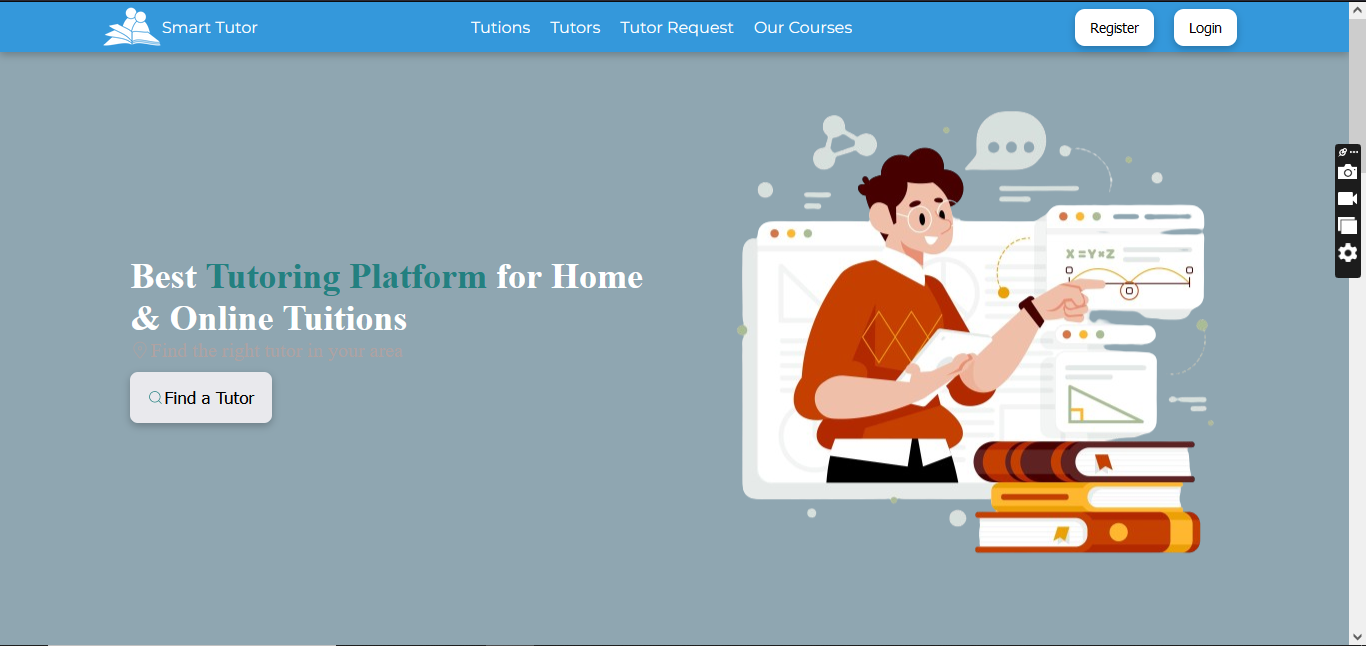 Smart Tutor
Tutions Tutors Tutor Request Our Courses
Register Login
Best Tutoring Platform for Home
& Online Tuitions
Find the right tutor in your area
Find a Tutor
X=Y×Z